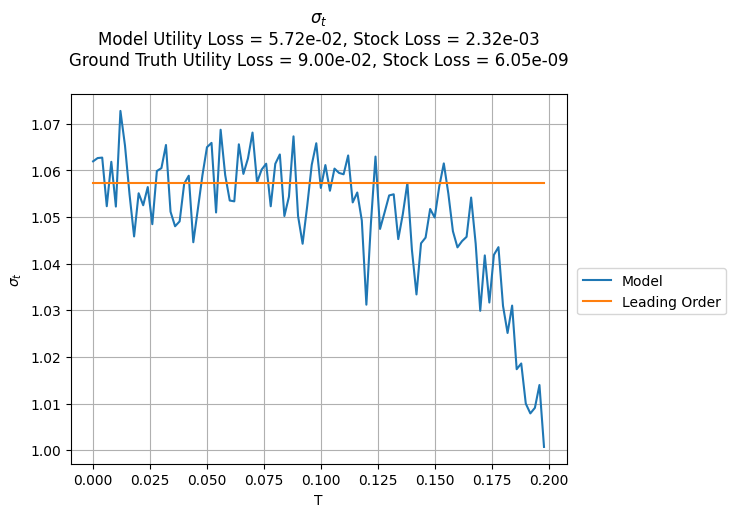 σt
Model Utility Loss = 5.72e-02, Stock Loss = 2.32e-03
Ground Truth Utility Loss = 9.00e-02, Stock Loss = 6.05e-09
1.07
1.06
1.05
1.04
1.03
1.02
1.01
1.00
σt
0.000 0.025 0.050 0.075 0.100 0.125 0.150 0.175 0.200
T
Model
Leading Order